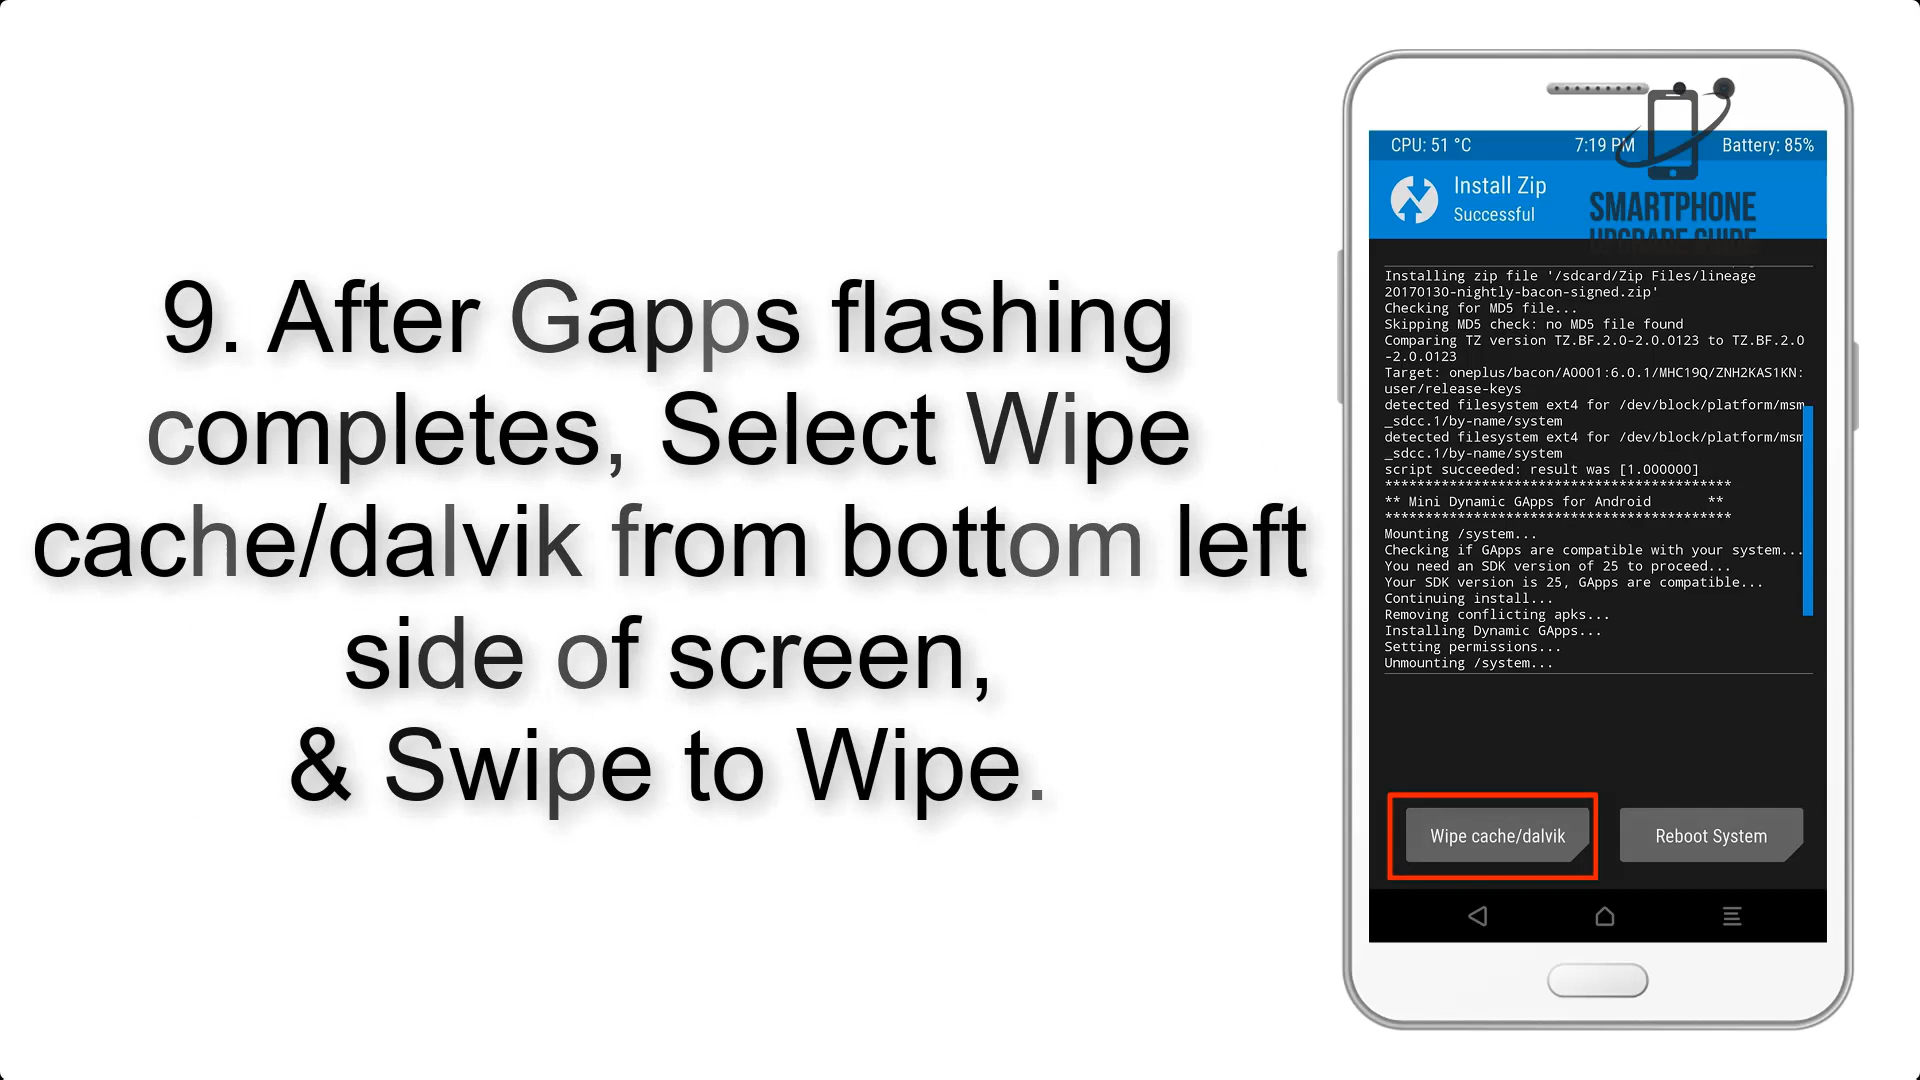 9. After Gapps flashing
completes, Select Wipe
cache/dalvik from bottom left
side of screen,
& Swipe to Wipe.
CPU: 51 °C 7:19 PM Battery: 85%
Install Zip
Successful
SMARTPHONE
UPGRADE GUIDE
Installing zip file '/sdcard/Zip Files/lineage
20170130-nightly-bacon-signed.zip'
Checking for MD5 file...
Skipping MD5 check: no MD5 file found
Comparing TZ version TZ.BF.2.0-2.0.0123 to TZ.BF.2.0
-2.0.0123
Target: oneplus/bacon/A0001:6.0.1/MHC19Q/ZNH2KAS1KN:
user/release-keys
detected filesystem ext4 for /dev/block/platform/msm
_sdcc.1/by-name/system
detected filesystem ext4 for /dev/block/platform/msm
_sdcc.1/by-name/system
script succeeded: result was [1.000000]
*******************************************
** Mini Dynamic GApps for Android **
*******************************************
Mounting /system...
Checking if GApps are compatible with your system...
You need an SDK version of 25 to proceed...
Your SDK version is 25, GApps are compatible...
Continuing install...
Removing conflicting apks...
Installing Dynamic GApps...
Setting permissions...
Unmounting /system...
Wipe cache/dalvik Reboot System